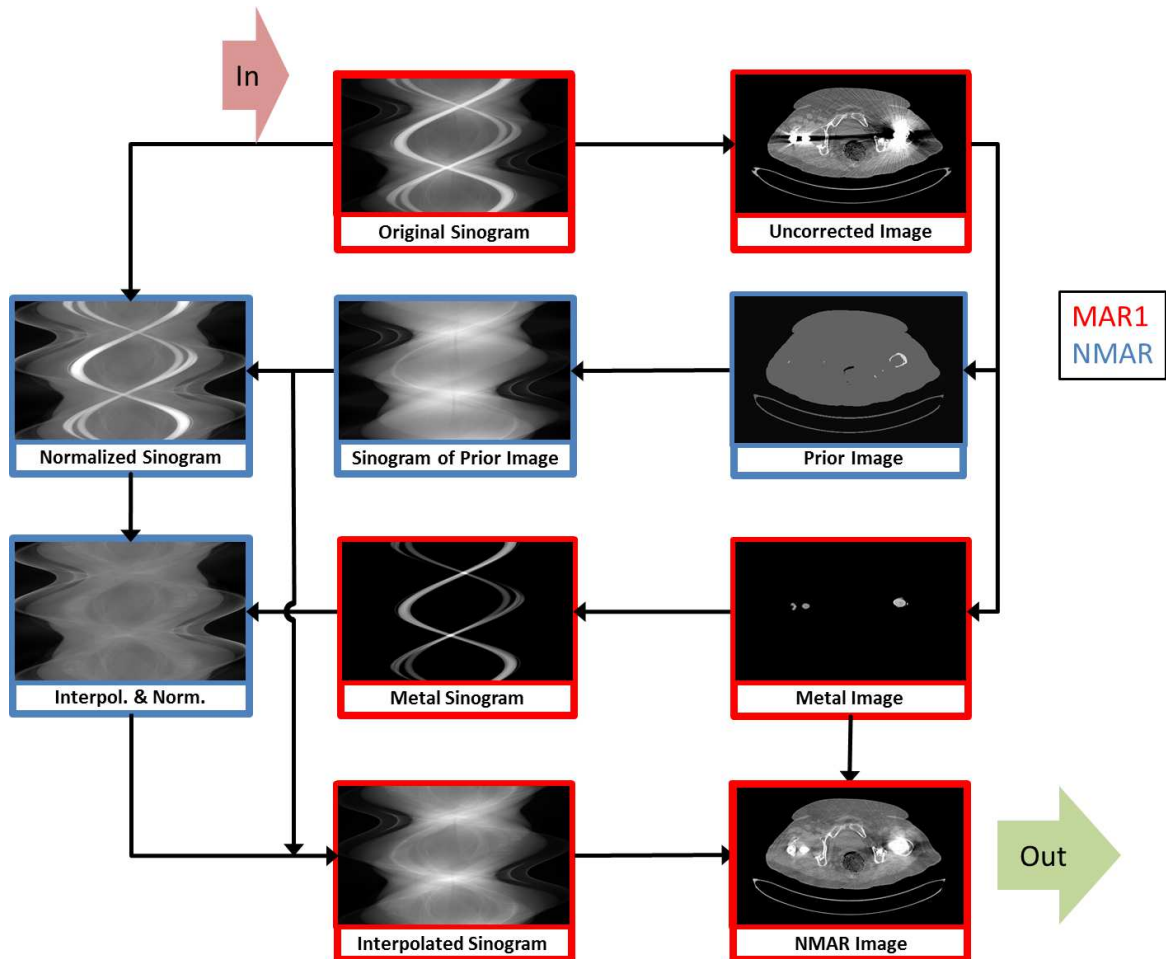 In
Original Sinogram
Uncorrected Image
MAR1
NMAR
Normalized Sinogram
Sinogram of Prior Image
Prior Image
Interpol. & Norm.
Metal Sinogram
Metal Image
Out
Interpolated Sinogram
NMAR Image